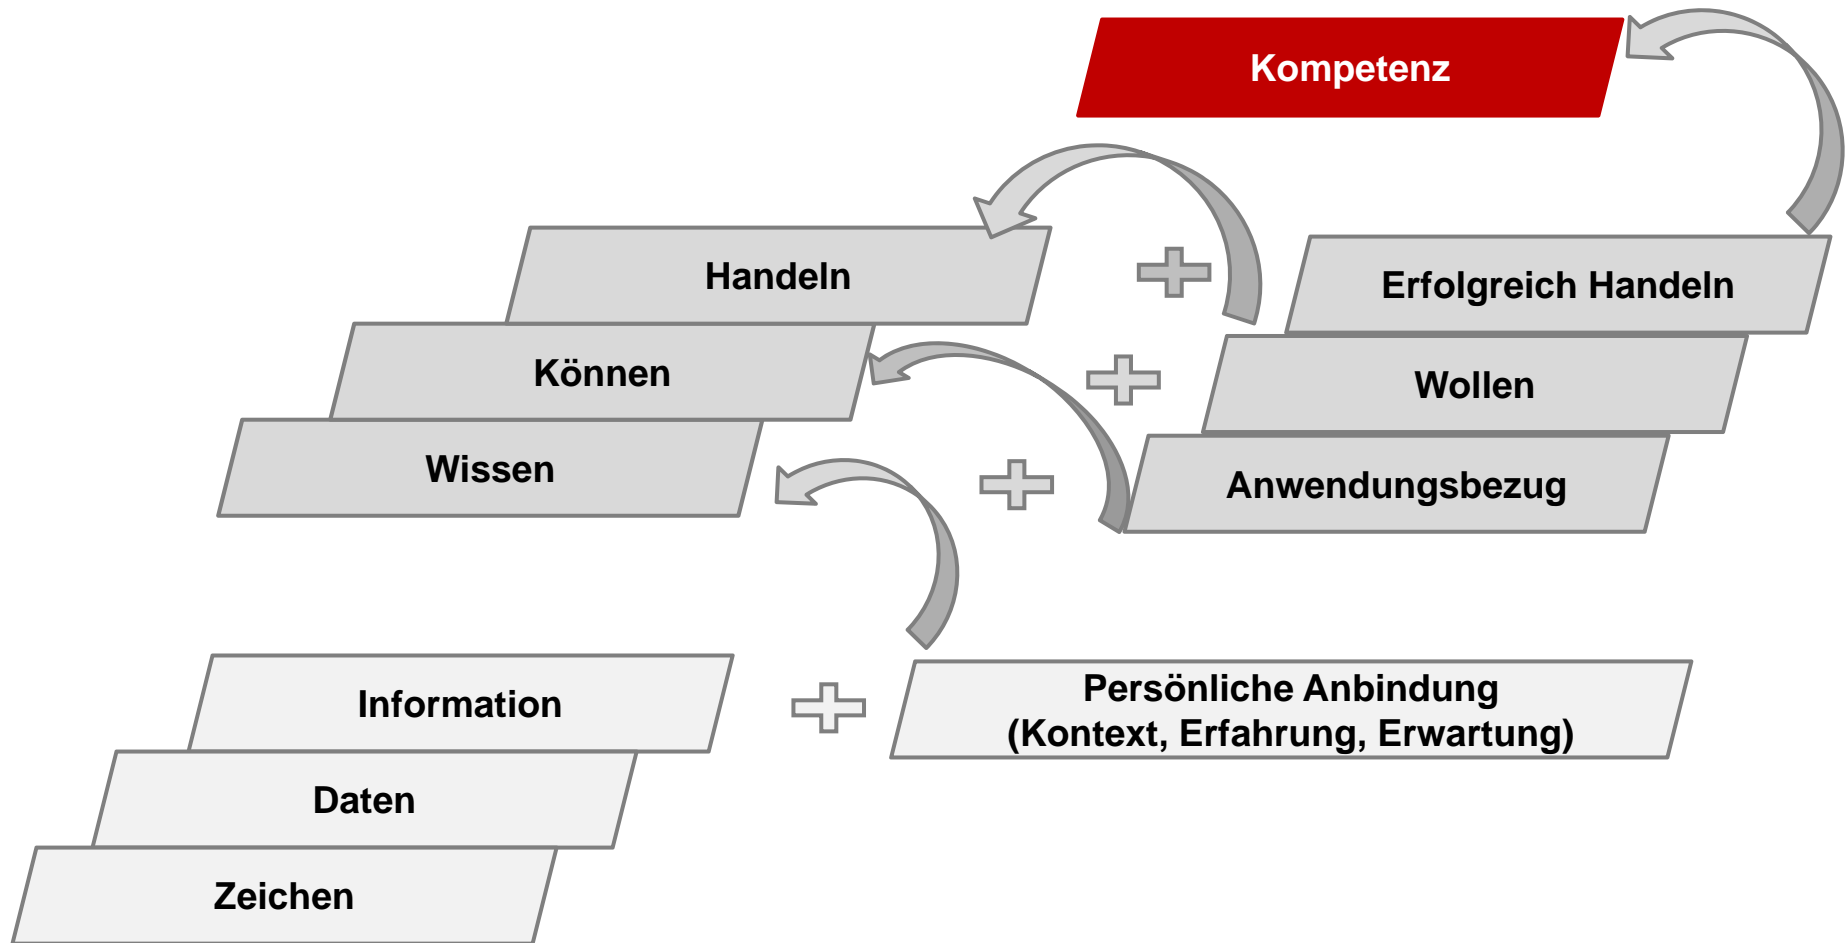 Kompetenz
Handeln
Erfolgreich Handeln
Können
Wollen
Wissen
Anwendungsbezug
Information
Persönliche Anbindung
(Kontext, Erfahrung, Erwartung)
Daten
Zeichen